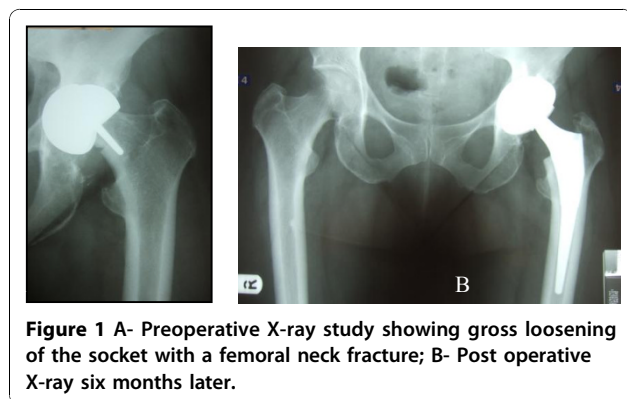 4
R
B
Figure 1 A- Preoperative X-ray study showing gross loosening
of the socket with a femoral neck fracture; B- Post operative
X-ray six months later.